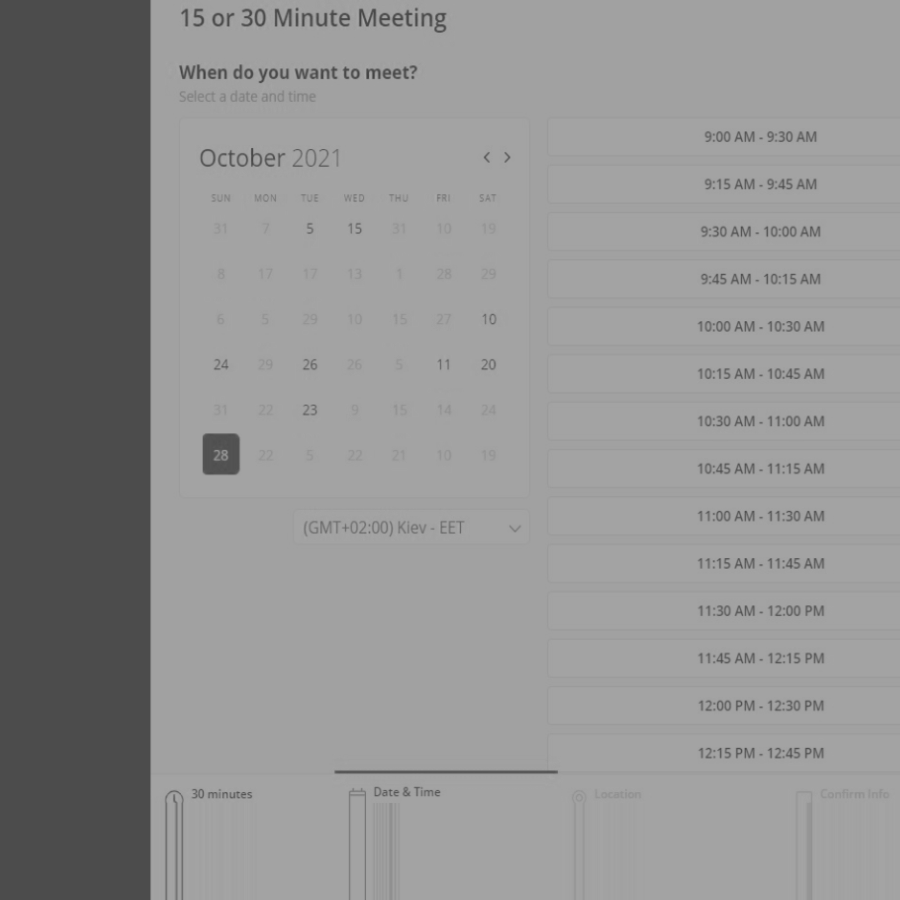 15 or 30 Minute Meeting
When do you want to meet?
Select a date and time
October 2021
SUN MON TUE WED THU FRI SAT
31 7 5 15 31 10 19
8 17 17 13 1 28 29
6 5 29 10 15 27 10
24 29 26 26 5 11 20
31 22 23 9 15 14 24
28 22 5 22 21 10 19
(GMT+02:00) Kiev - EET
9:00 AM - 9:30 AM
9:15 AM - 9:45 AM
9:30 AM - 10:00 AM
9:45 AM - 10:15 AM
10:00 AM - 10:30 AM
10:15 AM - 10:45 AM
10:30 AM - 11:00 AM
10:45 AM - 11:15 AM
11:00 AM - 11:30 AM
11:15 AM - 11:45 AM
11:30 AM - 12:00 PM
11:45 AM - 12:15 PM
12:00 PM - 12:30 PM
12:15 PM - 12:45 PM
30 minutes
Date & Time
Location
Confirm Info